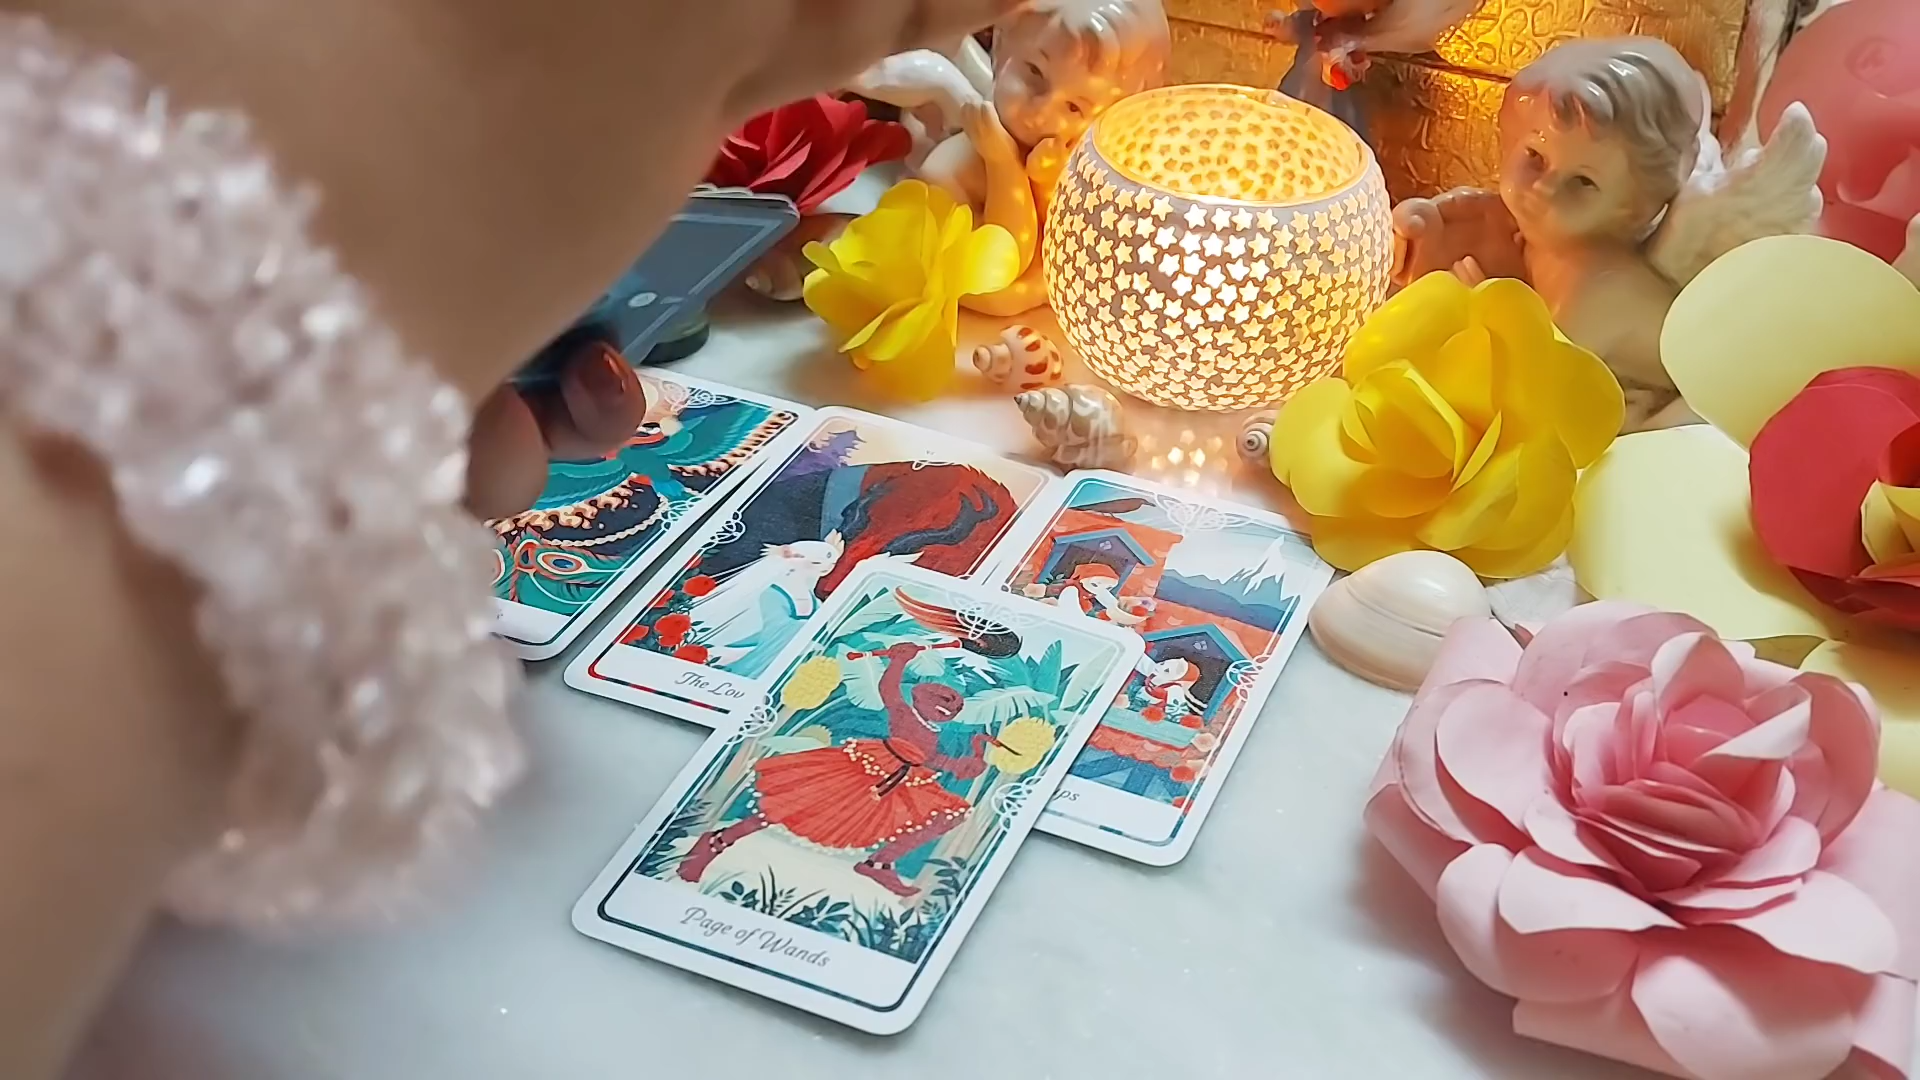 The Lov
ps
Page of Wands